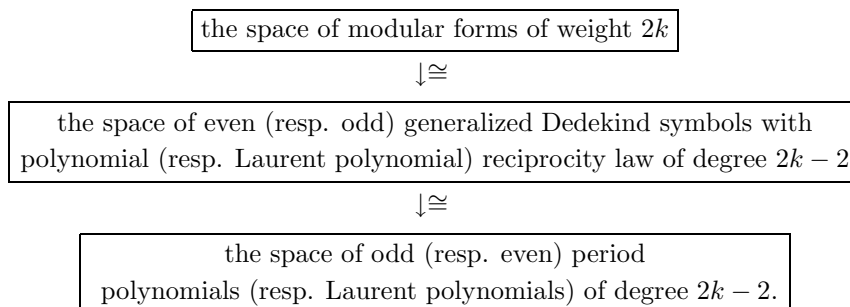 the space of modular forms of weight 2k
↓≅
the space of even (resp. odd) generalized Dedekind symbols with
polynomial (resp. Laurent polynomial) reciprocity law of degree 2k − 2
↓≅
the space of odd (resp. even) period
polynomials (resp. Laurent polynomials) of degree 2k − 2.